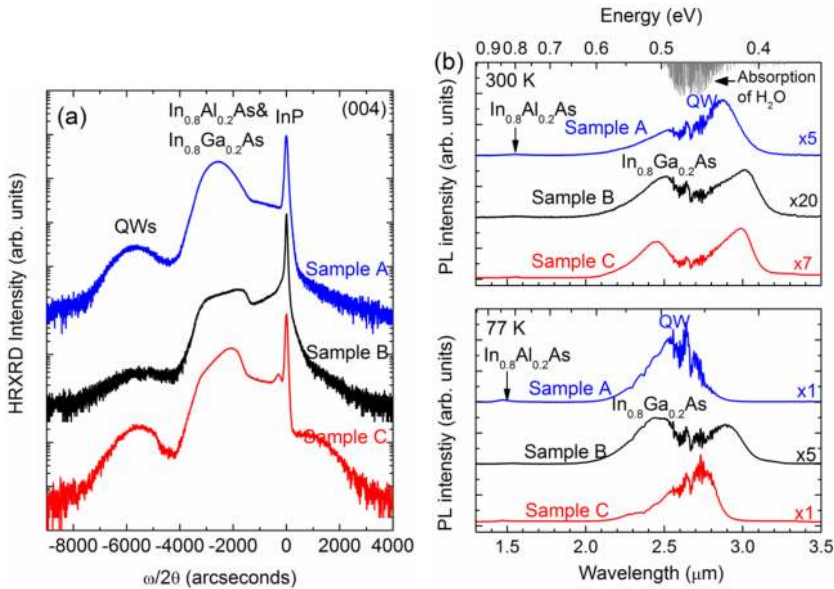 (a)
In0.8Al0.2As&
In0.8Ga0.2As
InP
(004)
QWs
Sample A
Sample B
Sample C
HRXRD Intensity (arb. units)
-8000 -6000 -4000 -2000 0 2000 4000
ω/2θ (arcseconds)
Energy (eV)
0.9 0.8 0.7 0.6 0.5 0.4
(b)
300 K
Absorption
of H2O
In0.8Al0.2As
QW
Sample A
x5
In0.8Ga0.2As
Sample B
x20
Sample C
x7
PL intensity (arb. units)
77 K
QW
In0.8Al0.2As
Sample A
x1
In0.8Ga0.2As
Sample B
x5
Sample C
x1
PL intenstiy (arb. units)
1.5 2.0 2.5 3.0 3.5
Wavelength (μm)